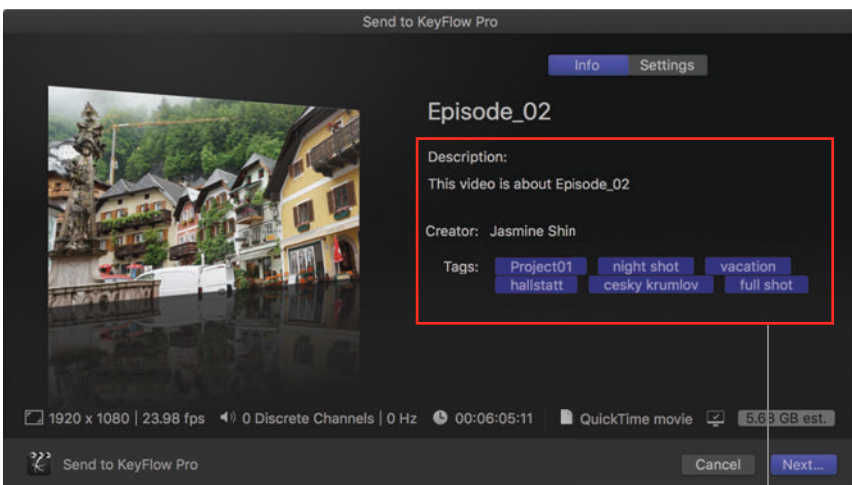 Send to KeyFlow Pro
Info Settings
Episode_02
Description:
This video is about Episode_02
Creator: Jasmine Shin
Tags: Project01 night shot vacation
hallstatt cesky krumlov full shot
1920 x 1080 | 23.98 fps 0 Discrete Channels | 0 Hz 00:06:05:11 QuickTime movie 5.68 GB est.
Send to KeyFlow Pro Cancel Next...